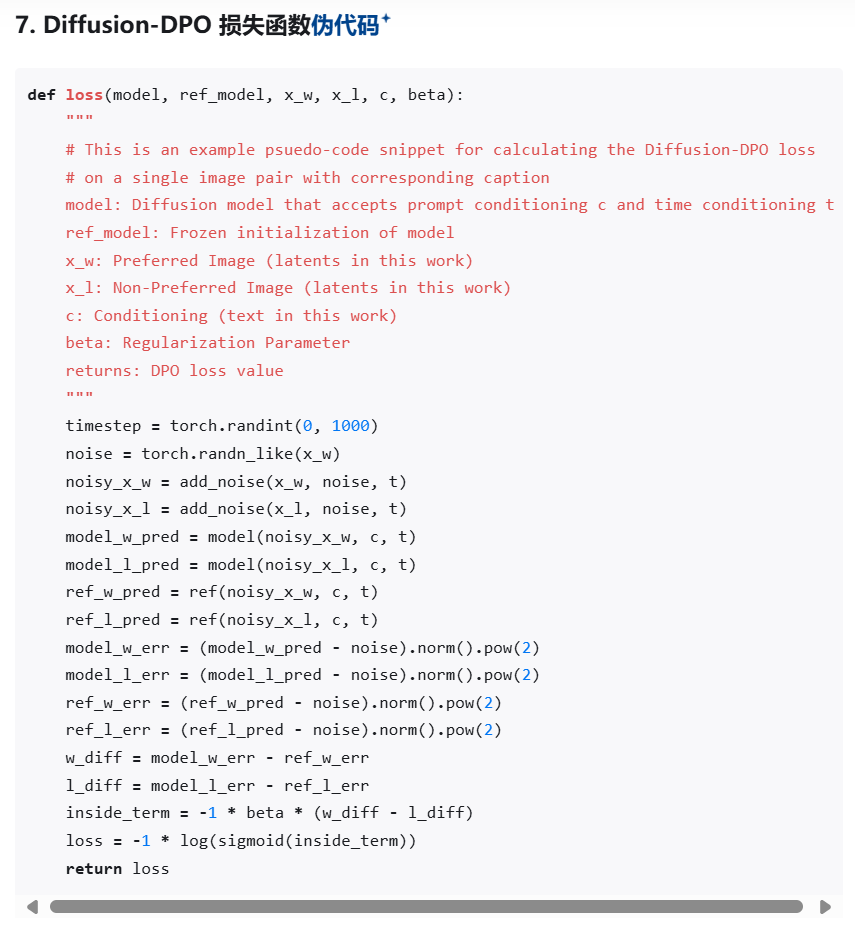 7. Diffusion-DPO 损失函数伪代码
def loss(model, ref_model, x_w, x_l, c, beta):
    """
    # This is an example psuedo-code snippet for calculating the Diffusion-DPO loss
    # on a single image pair with corresponding caption
    model: Diffusion model that accepts prompt conditioning c and time conditioning t
    ref_model: Frozen initialization of model
    x_w: Preferred Image (latents in this work)
    x_l: Non-Preferred Image (latents in this work)
    c: Conditioning (text in this work)
    beta: Regularization Parameter
    returns: DPO loss value
    """
    timestep = torch.randint(0, 1000)
    noise = torch.randn_like(x_w)
    noisy_x_w = add_noise(x_w, noise, t)
    noisy_x_l = add_noise(x_l, noise, t)
    model_w_pred = model(noisy_x_w, c, t)
    model_l_pred = model(noisy_x_l, c, t)
    ref_w_pred = ref(noisy_x_w, c, t)
    ref_l_pred = ref(noisy_x_l, c, t)
    model_w_err = (model_w_pred - noise).norm().pow(2)
    model_l_err = (model_l_pred - noise).norm().pow(2)
    ref_w_err = (ref_w_pred - noise).norm().pow(2)
    ref_l_err = (ref_l_pred - noise).norm().pow(2)
    w_diff = model_w_err - ref_w_err
    l_diff = model_l_err - ref_l_err
    inside_term = -1 * beta * (w_diff - l_diff)
    loss = -1 * log(sigmoid(inside_term))
    return loss